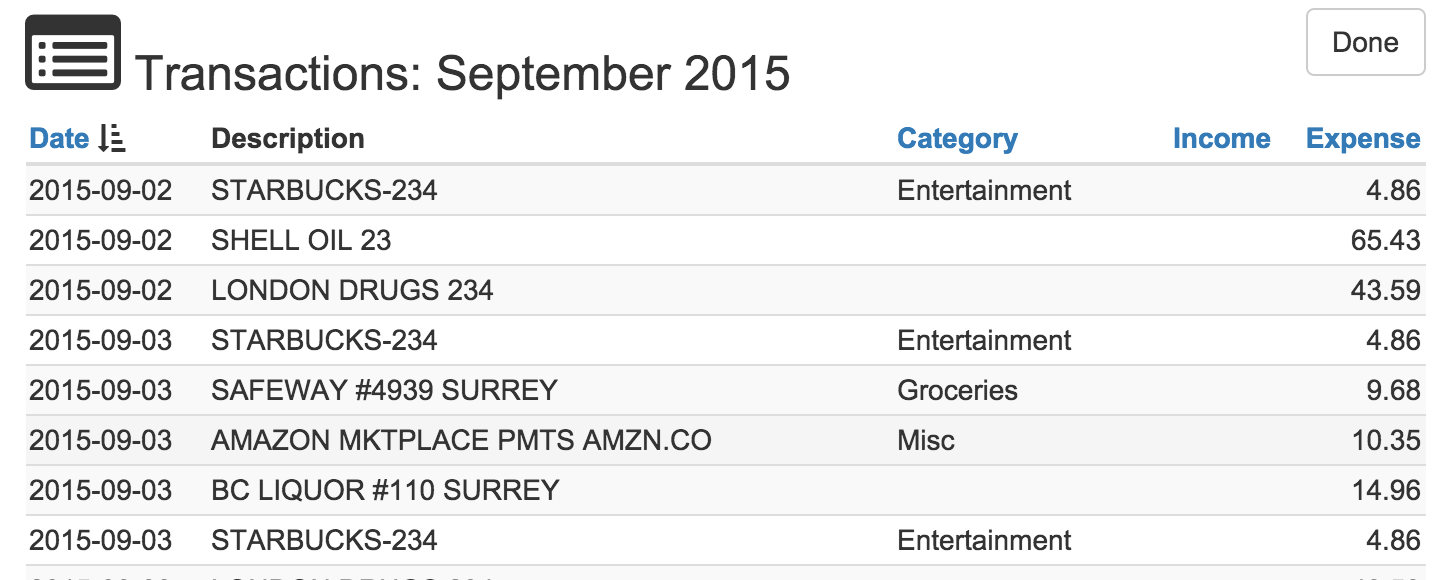 Transactions: September 2015
Done
Date Description Category Income Expense
2015-09-02 STARBUCKS-234 Entertainment 4.86
2015-09-02 SHELL OIL 23 65.43
2015-09-02 LONDON DRUGS 234 43.59
2015-09-03 STARBUCKS-234 Entertainment 4.86
2015-09-03 SAFEWAY #4939 SURREY Groceries 9.68
2015-09-03 AMAZON MKTPLACE PMTS AMZN.CO Misc 10.35
2015-09-03 BC LIQUOR #110 SURREY 14.96
2015-09-03 STARBUCKS-234 Entertainment 4.86